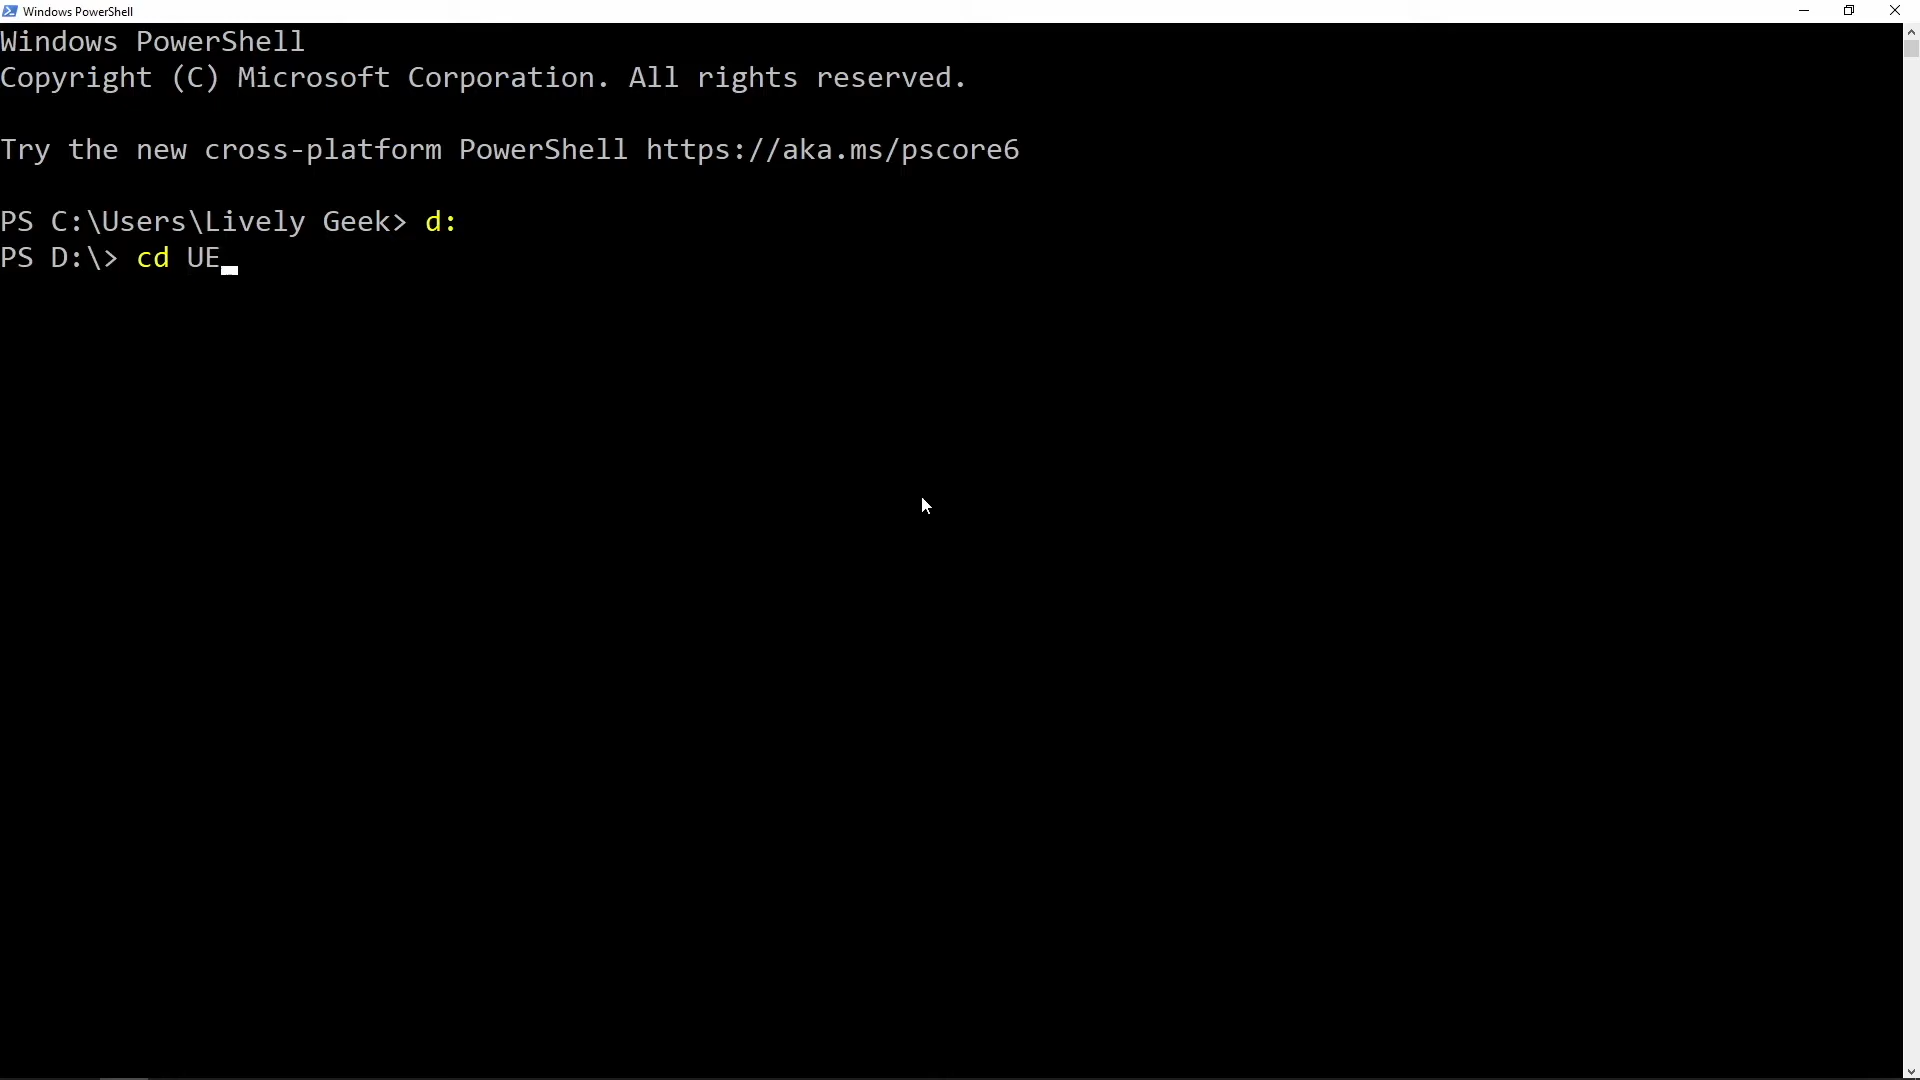 Windows PowerShell
Windows PowerShell
Copyright (C) Microsoft Corporation. All rights reserved.
Try the new cross-platform PowerShell https://aka.ms/pscore6
PS C:\Users\Lively Geek> d:
PS D:\> cd UE